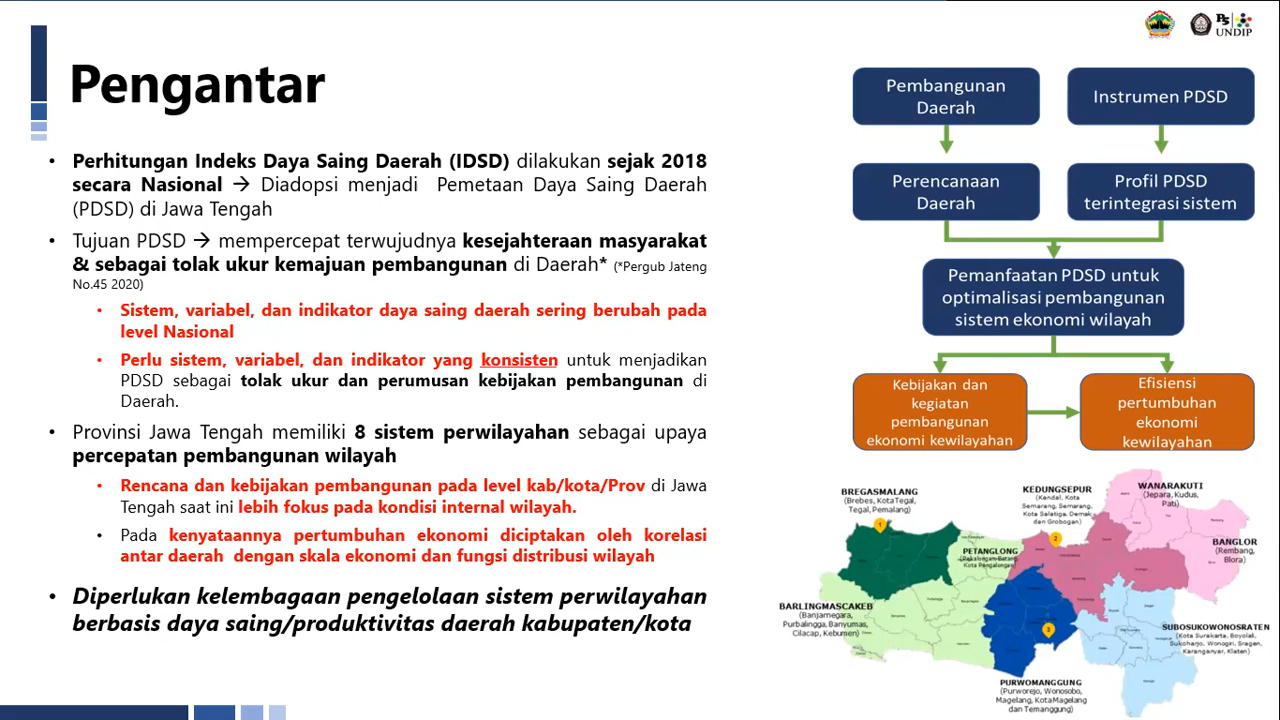 PS
UNDIP
Pengantar
• Perhitungan Indeks Daya Saing Daerah (IDSD) dilakukan sejak 2018
secara Nasional → Diadopsi menjadi Pemetaan Daya Saing Daerah
(PDSD) di Jawa Tengah
• Tujuan PDSD → mempercepat terwujudnya kesejahteraan masyarakat
& sebagai tolak ukur kemajuan pembangunan di Daerah* (*Pergub Jateng
No.45 2020)
• Sistem, variabel, dan indikator daya saing daerah sering berubah pada
level Nasional
• Perlu sistem, variabel, dan indikator yang konsisten untuk menjadikan
PDSD sebagai tolak ukur dan perumusan kebijakan pembangunan di
Daerah.
• Provinsi Jawa Tengah memiliki 8 sistem perwilayahan sebagai upaya
percepatan pembangunan wilayah
• Rencana dan kebijakan pembangunan pada level kab/kota/Prov di Jawa
Tengah saat ini lebih fokus pada kondisi internal wilayah.
• Pada kenyataannya pertumbuhan ekonomi diciptakan oleh korelasi
antar daerah dengan skala ekonomi dan fungsi distribusi wilayah
• Diperlukan kelembagaan pengelolaan sistem perwilayahan
berbasis daya saing/produktivitas daerah kabupaten/kota
Pembangunan
Daerah
Instrumen PDSD
Perencanaan
Daerah
Profil PDSD
terintegrasi sistem
Pemanfaatan PDSD untuk
optimalisasi pembangunan
sistem ekonomi wilayah
Kebijakan dan
kegiatan
pembangunan
ekonomi kewilayahan
Efisiensi
pertumbuhan
ekonomi
kewilayahan
BREGASMALANG
(Brebes, KotaTegal,
Tegal, Pemalang)
1
KEDUNGSEPUR
(Kendal, Kota
Semarang, Semarang,
Kota Salatiga, Demak
dan Grobogan)
2
WANARAKUTI
(Jepara, Kudus,
Pati)
BANGLOR
(Rembang,
Blora)
PETANGLONG
(Pekalongan, Batang,
Kota Pengalongan)
BARLINGMASCAKEB
(Banjarnegara,
Purbalingga, Banyumas,
Cilacap, Kebumen)
3
SUBOSUKOWONOSRATEN
(Kota Surakarta, Boyolali,
Sukoharjo, Wonogiri, Sragen,
Karanganyar, Klaten)
PURWOMANGGUNG
(Purworejo, Wonosobo,
Magelang, KotaMagelang
dan Temanggung)